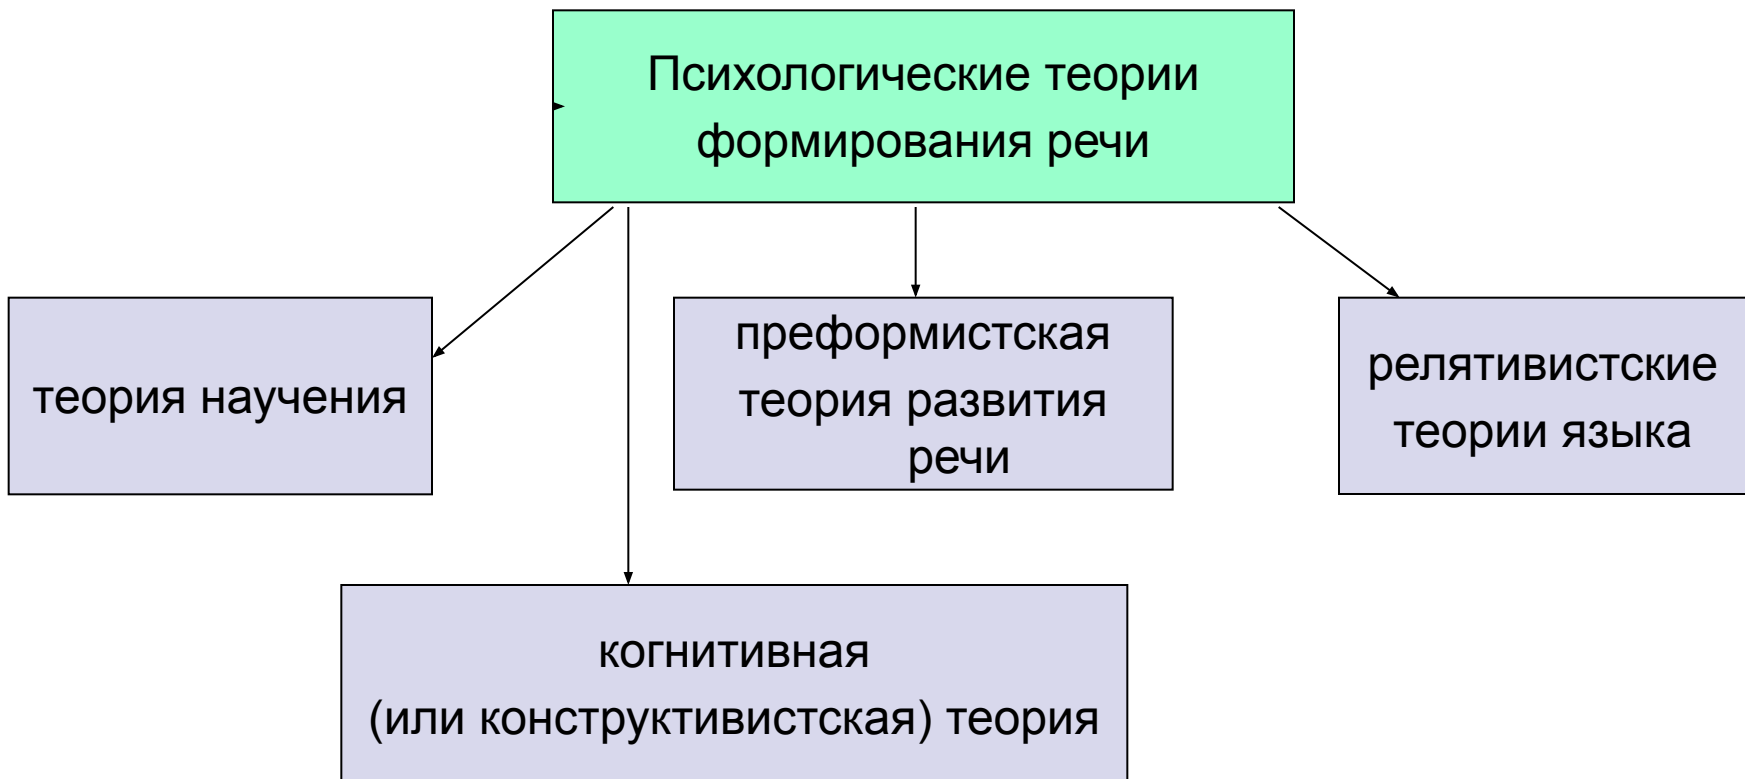 Психологические теории
формирования речи
теория научения
преформистская
теория развития
речи
релятивистские
теории языка
когнитивная
(или конструктивистская) теория